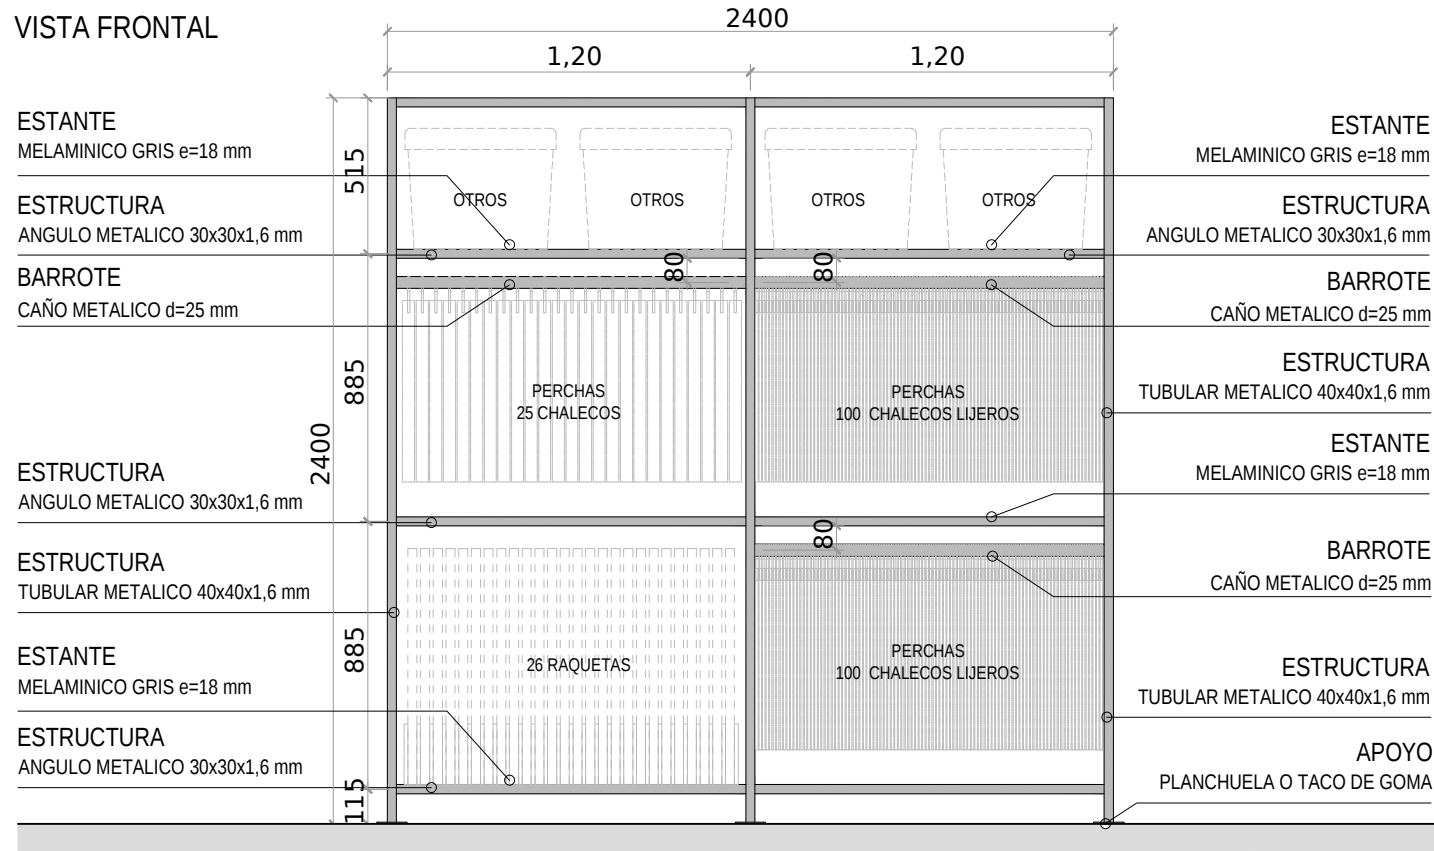 VISTA FRONTAL
2400
1,20
1,20
ESTANTE
MELAMINICO GRIS e=18 mm
ESTRUCTURA
ANGULO METALICO 30x30x1,6 mm
BARROTE
CAÑO METALICO d=25 mm
ESTRUCTURA
ANGULO METALICO 30x30x1,6 mm
ESTRUCTURA
TUBULAR METALICO 40x40x1,6 mm
ESTANTE
MELAMINICO GRIS e=18 mm
ESTRUCTURA
ANGULO METALICO 30x30x1,6 mm
2400
515
885
885
115
OTROS
OTROS
OTROS
OTROS
80
80
PERCHAS
25 CHALECOS
PERCHAS
100 CHALECOS LIJEROS
80
26 RAQUETAS
PERCHAS
100 CHALECOS LIJEROS
ESTANTE
MELAMINICO GRIS e=18 mm
ESTRUCTURA
ANGULO METALICO 30x30x1,6 mm
BARROTE
CAÑO METALICO d=25 mm
ESTRUCTURA
TUBULAR METALICO 40x40x1,6 mm
ESTANTE
MELAMINICO GRIS e=18 mm
BARROTE
CAÑO METALICO d=25 mm
ESTRUCTURA
TUBULAR METALICO 40x40x1,6 mm
APOYO
PLANCHUELA O TACO DE GOMA